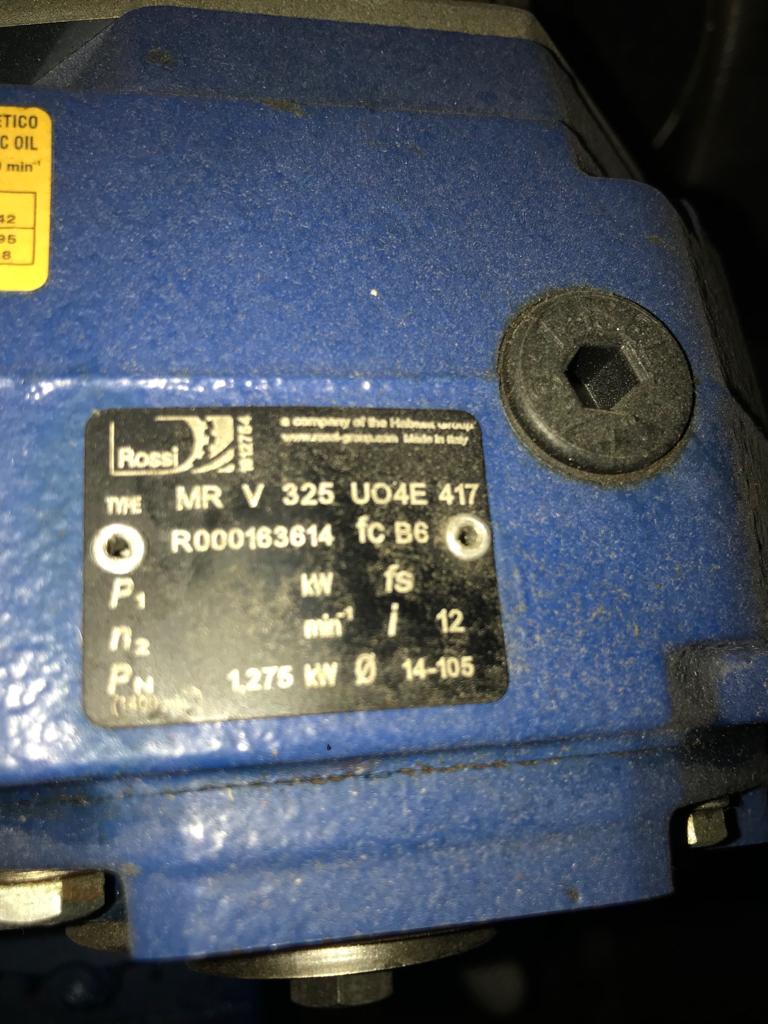 ETICO
C OIL
min⁻¹
42
95
8
Rossi
W12764
a company of the Habasit Group
www.rossi-group.com Made in Italy
TYPE MR V 325 UO4E 417
R000163614 fc B6
P₁ kW fs
n₂ min⁻¹ i 12
PN 1,275 kW Ø 14-105